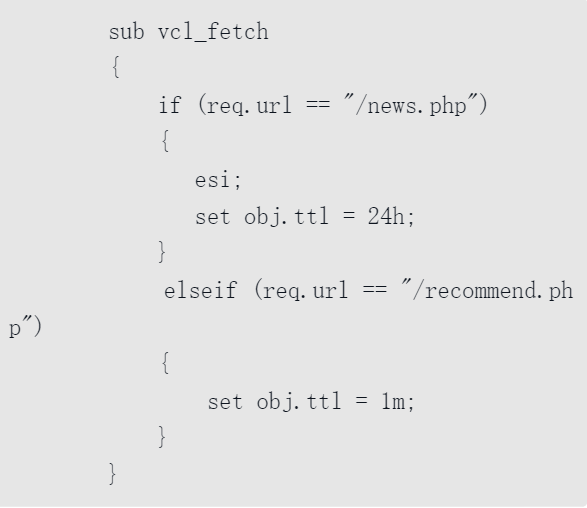 sub vcl_fetch
{
if (req.url == "/news.php")
{
esi;
set obj.ttl = 24h;
}
elseif (req.url == "/recommend.ph
p")
{
set obj.ttl = 1m;
}
}